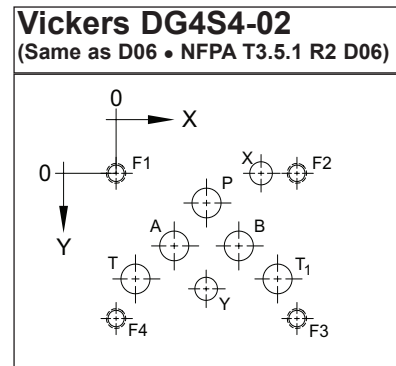 Vickers DG4S4-02
(Same as D06 • NFPA T3.5.1 R2 D06)
0
X
0
F1
X
F2
P
Y
A
B
T
T1
Y
F4
F3